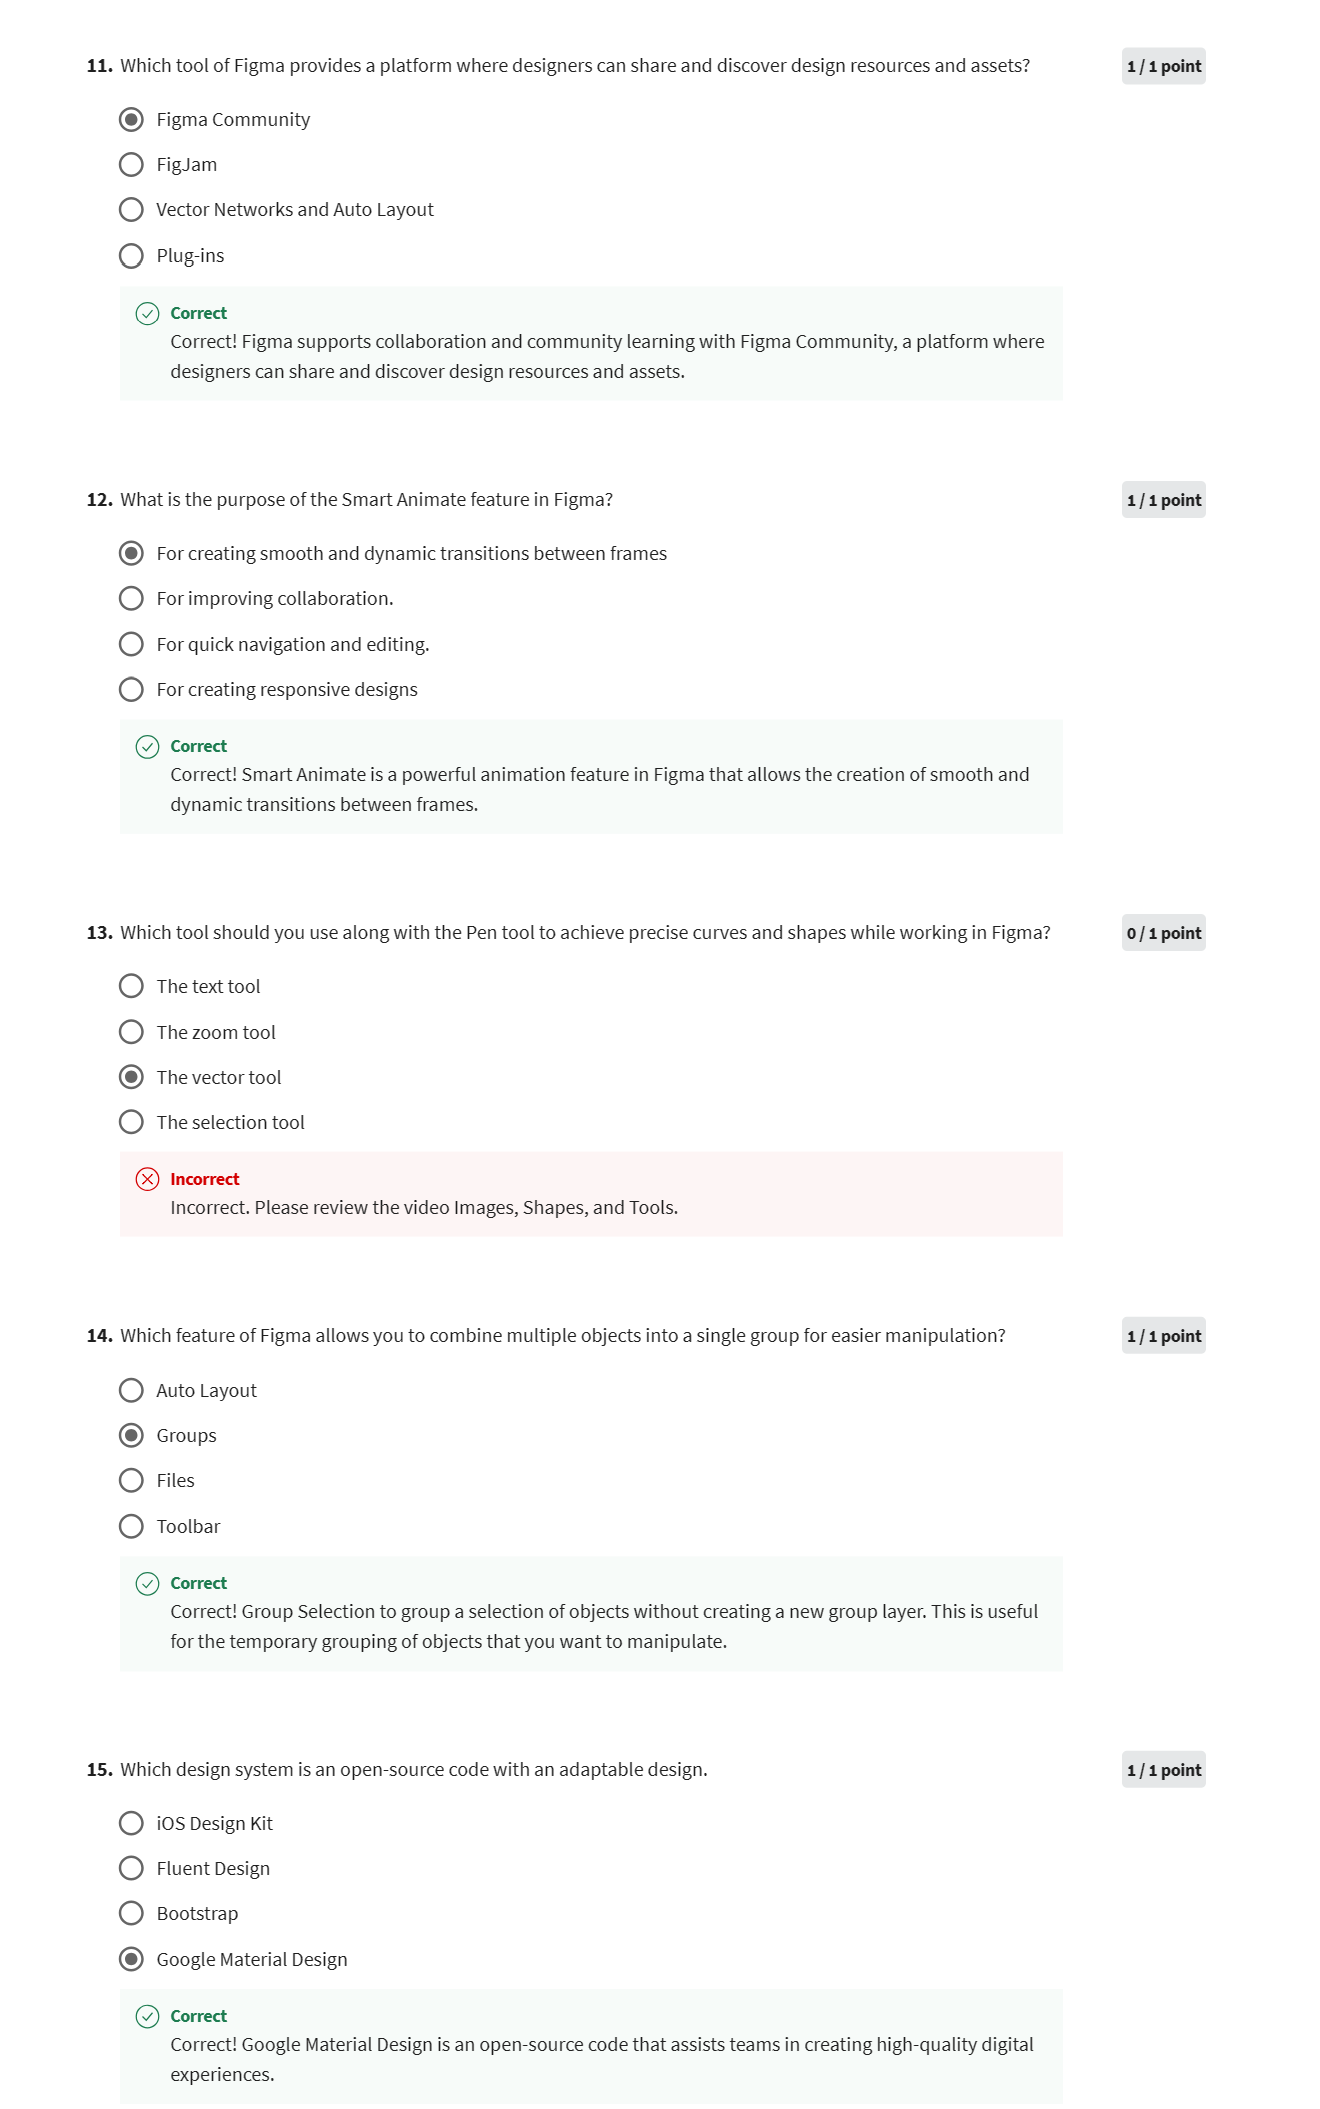 11. Which tool of Figma provides a platform where designers can share and discover design resources and assets?
1 / 1 point
Figma Community
FigJam
Vector Networks and Auto Layout
Plug-ins
Correct
Correct! Figma supports collaboration and community learning with Figma Community, a platform where
designers can share and discover design resources and assets.
12. What is the purpose of the Smart Animate feature in Figma?
1 / 1 point
For creating smooth and dynamic transitions between frames
For improving collaboration.
For quick navigation and editing.
For creating responsive designs
Correct
Correct! Smart Animate is a powerful animation feature in Figma that allows the creation of smooth and
dynamic transitions between frames.
13. Which tool should you use along with the Pen tool to achieve precise curves and shapes while working in Figma?
0 / 1 point
The text tool
The zoom tool
The vector tool
The selection tool
Incorrect
Incorrect. Please review the video Images, Shapes, and Tools.
14. Which feature of Figma allows you to combine multiple objects into a single group for easier manipulation?
1 / 1 point
Auto Layout
Groups
Files
Toolbar
Correct
Correct! Group Selection to group a selection of objects without creating a new group layer. This is useful
for the temporary grouping of objects that you want to manipulate.
15. Which design system is an open-source code with an adaptable design.
1 / 1 point
iOS Design Kit
Fluent Design
Bootstrap
Google Material Design
Correct
Correct! Google Material Design is an open-source code that assists teams in creating high-quality digital
experiences.